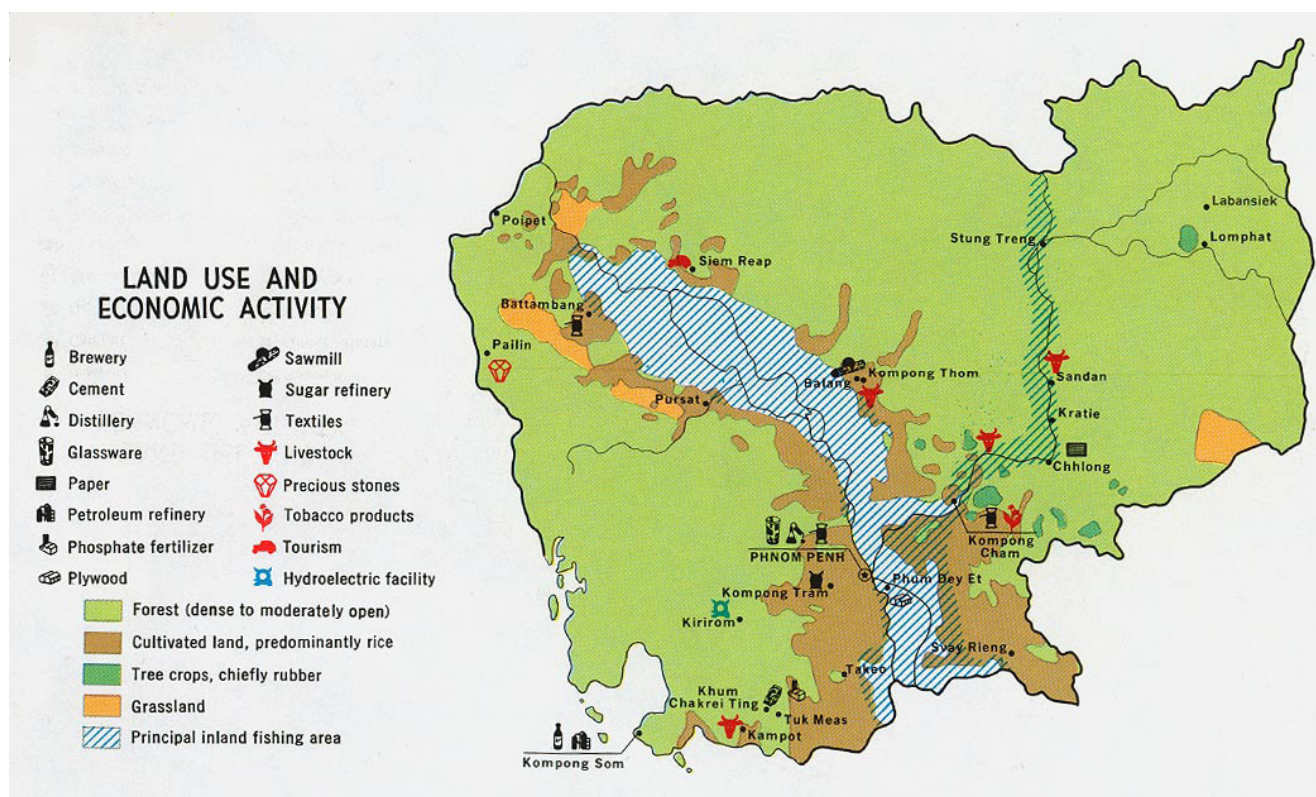 LAND USE AND
ECONOMIC ACTIVITY
Brewery
Cement
Distillery
Glassware
Paper
Petroleum refinery
Phosphate fertilizer
Plywood
Sawmill
Sugar refinery
Textiles
Livestock
Precious stones
Tobacco products
Tourism
Hydroelectric facility
Forest (dense to moderately open)
Cultivated land, predominantly rice
Tree crops, chiefly rubber
Grassland
Principal inland fishing area
Poipet
Labansiek
Stung Treng
Lomphat
Siem Reap
Battambang
Pailin
Balang
Kompong Thom
Sandan
Pursat
Kratie
Chhlong
Kompong
Cham
PHNOM PENH
Phum Dey Et
Kompong Tram
Kirirom
Svay Rieng
Takeo
Khum
Chakrei Ting
Tuk Meas
Kampot
Kompong Som